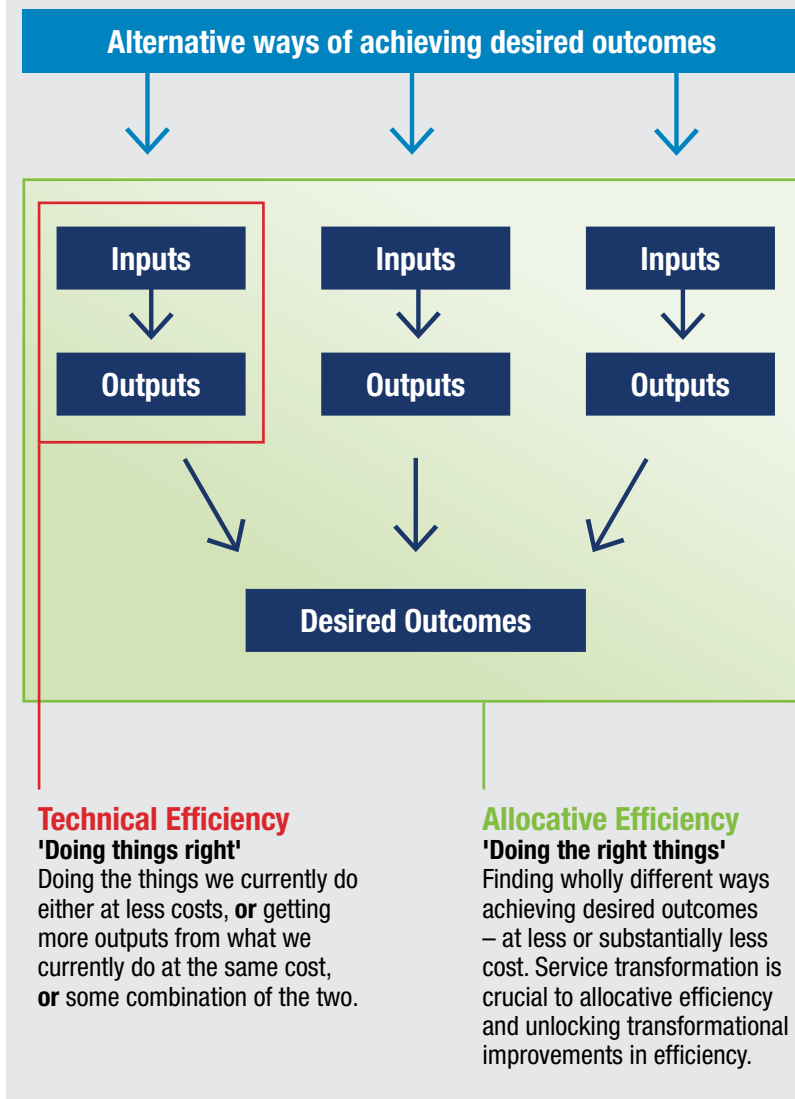 Alternative ways of achieving desired outcomes
Inputs
Inputs
Inputs
Outputs
Outputs
Outputs
Desired Outcomes
Technical Efficiency
'Doing things right'
Doing the things we currently do
either at less costs, or getting
more outputs from what we
currently do at the same cost,
or some combination of the two.
Allocative Efficiency
'Doing the right things'
Finding wholly different ways
achieving desired outcomes
– at less or substantially less
cost. Service transformation is
crucial to allocative efficiency
and unlocking transformational
improvements in efficiency.